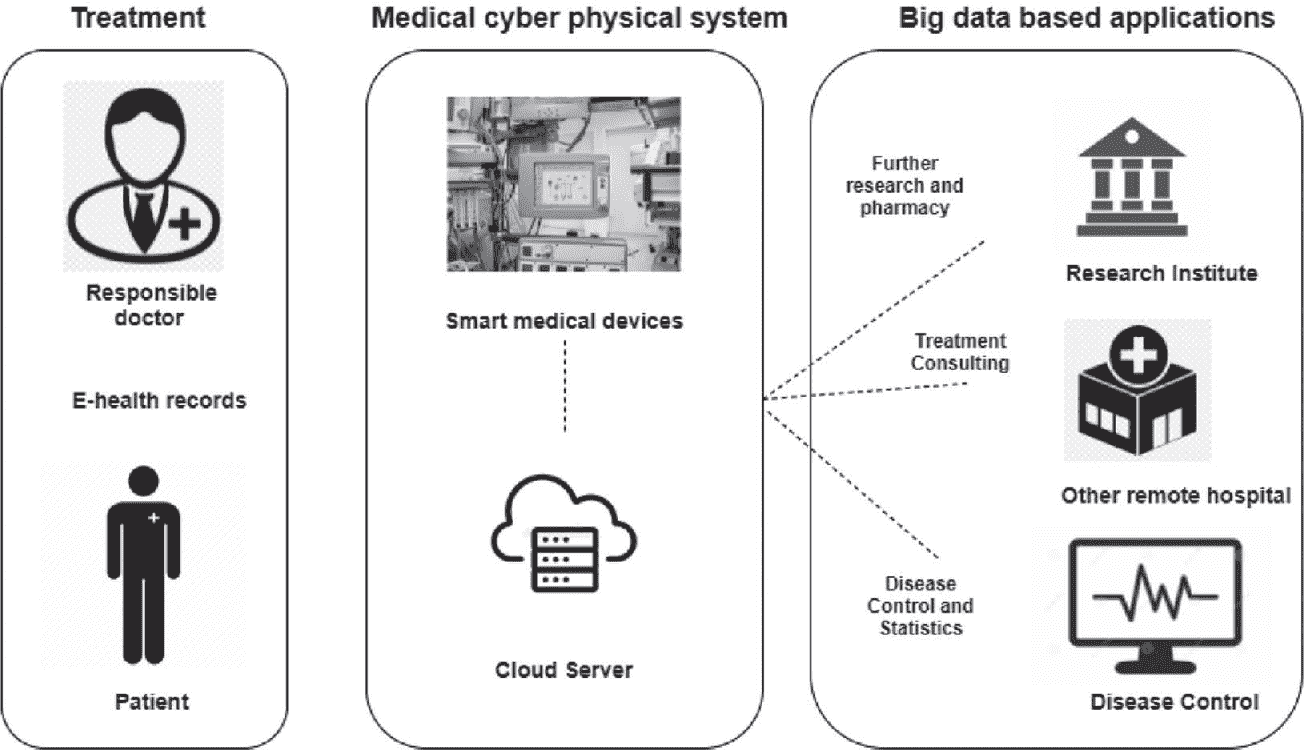 Treatment
Medical cyber physical system
Big data based applications
Responsible
doctor
E-health records
Patient
Smart medical devices
Cloud Server
Further
research and
pharmacy
Research Institute
Treatment
Consulting
Other remote hospital
Disease
Control and
Statistics
Disease Control